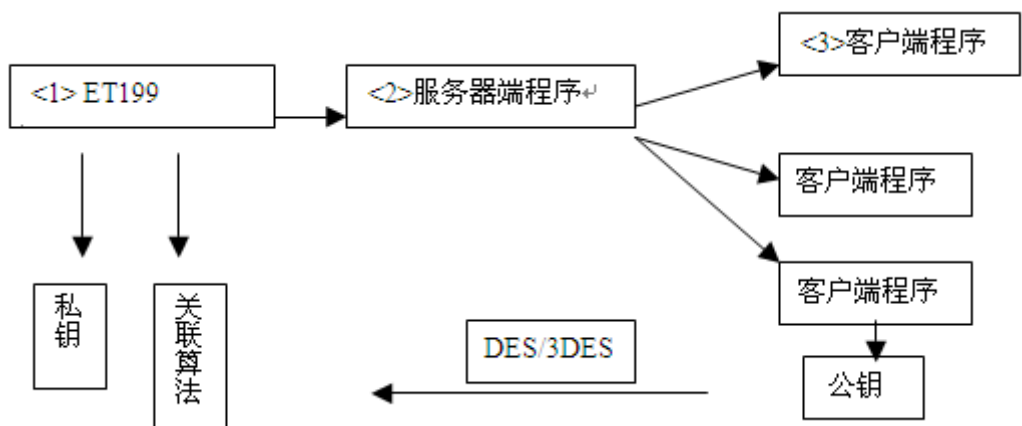 <3>客户端程序
<1> ET199
<2>服务器端程序↵
客户端程序
客户端程序
私
钥
关
联
算
法
DES/3DES
公钥